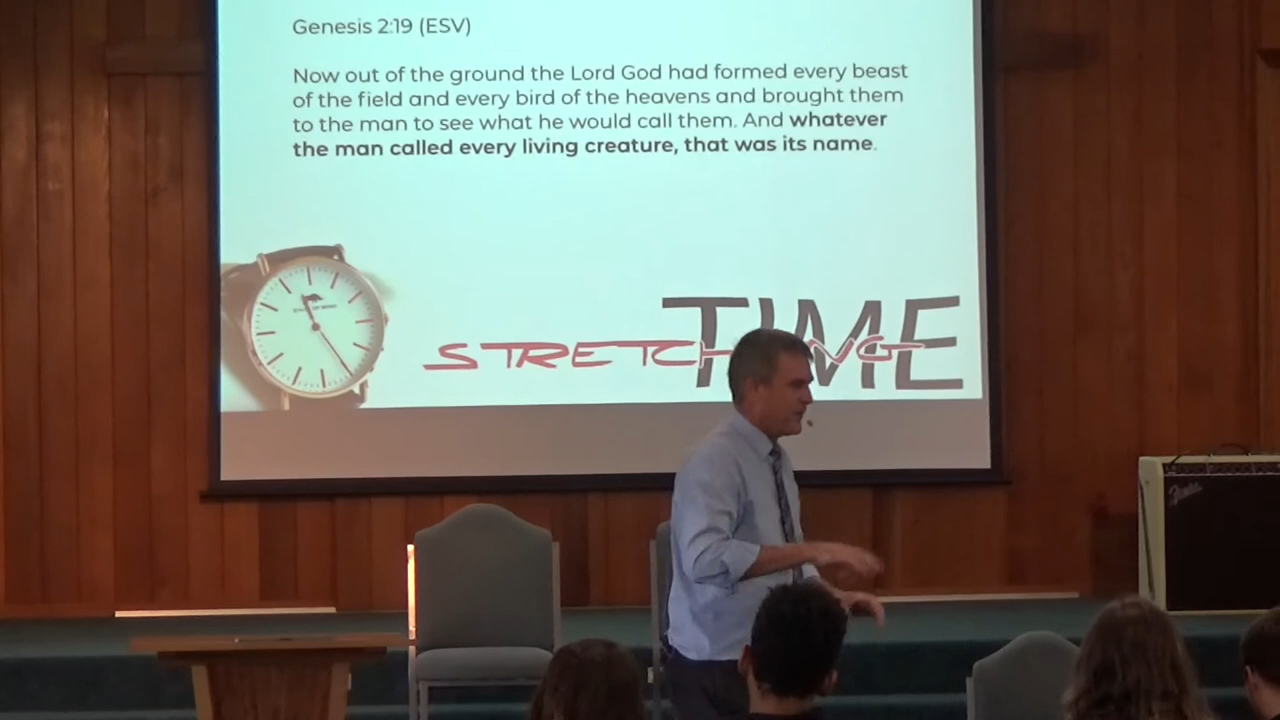 Genesis 2:19 (ESV)
Now out of the ground the Lord God had formed every beast
of the field and every bird of the heavens and brought them
to the man to see what he would call them. And whatever
the man called every living creature, that was its name.
TIME
STRETCHING
Fender